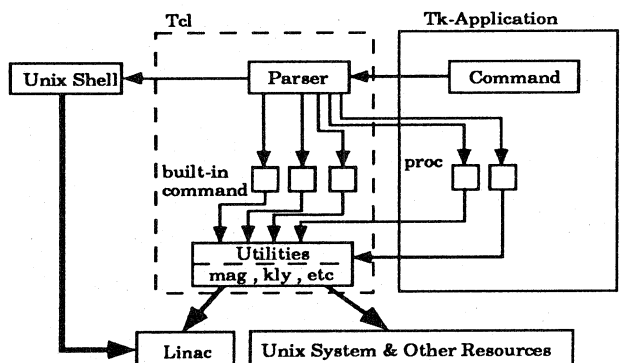 Tcl
Tk-Application
Unix Shell
Parser
Command
built-in
command
proc
Utilities
mag , kly , etc
Linac
Unix System & Other Resources